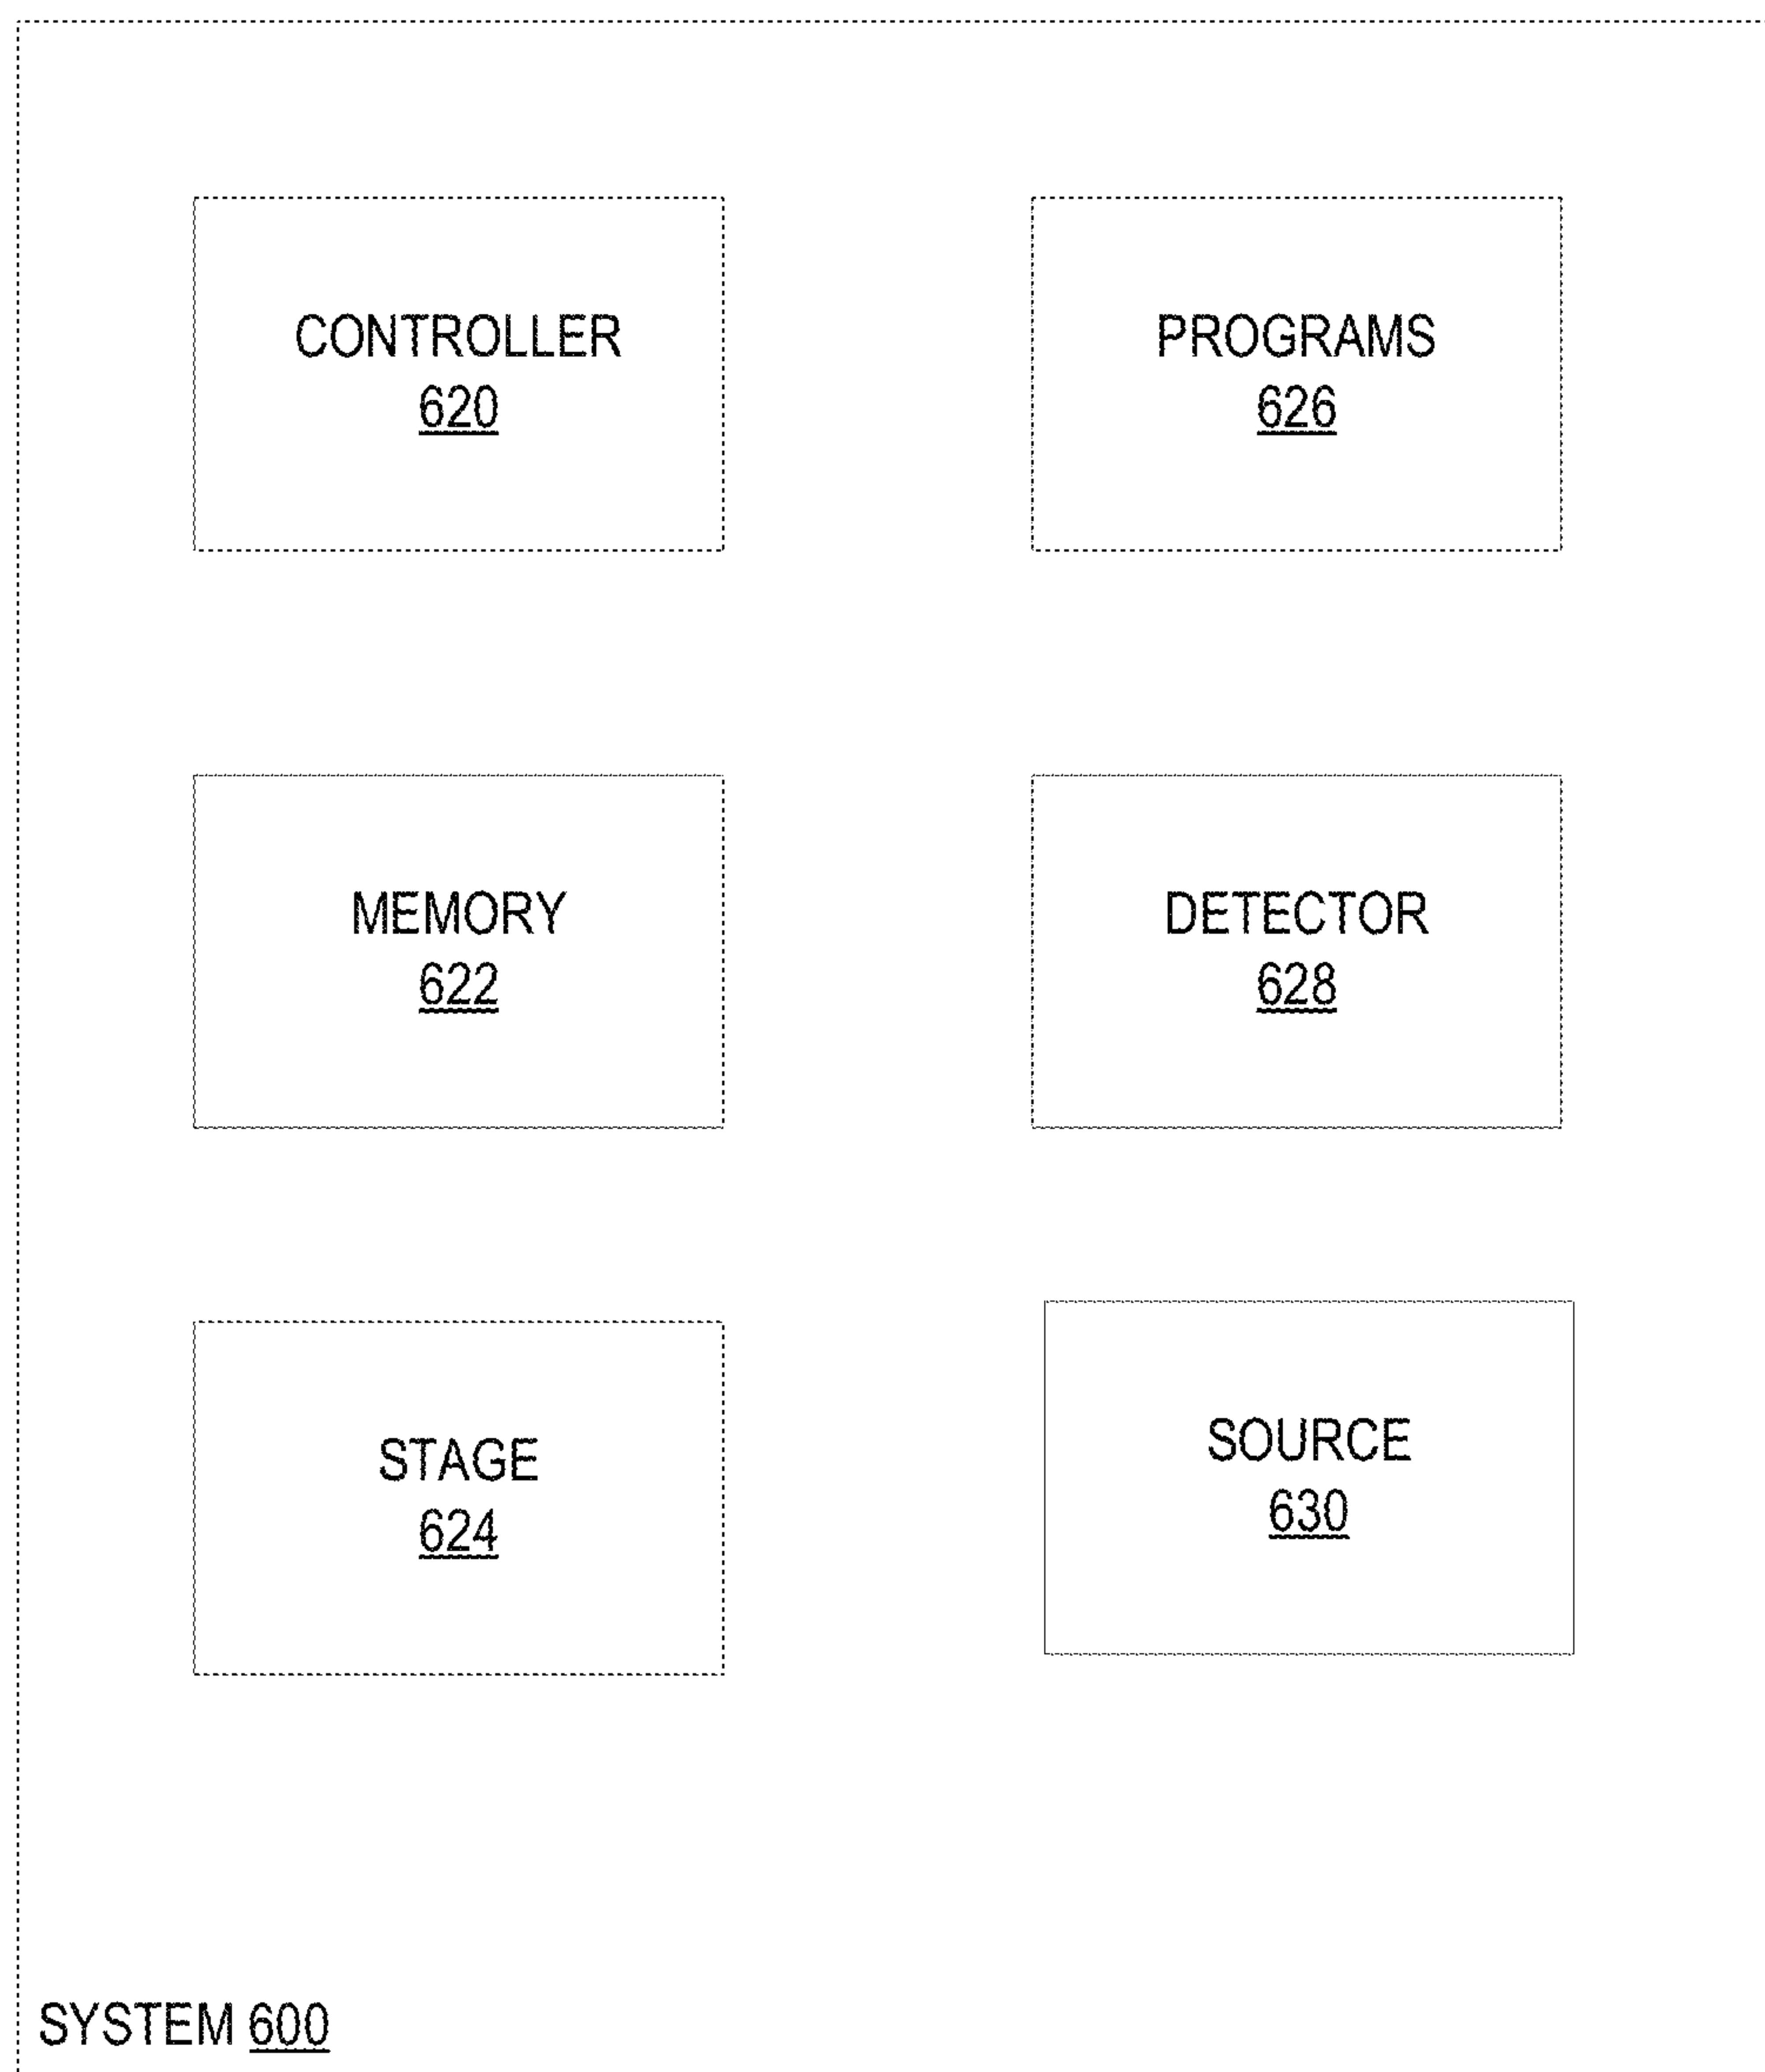 CONTROLLER
620
PROGRAMS
626
MEMORY
622
DETECTOR
628
STAGE
624
SOURCE
630
SYSTEM 600